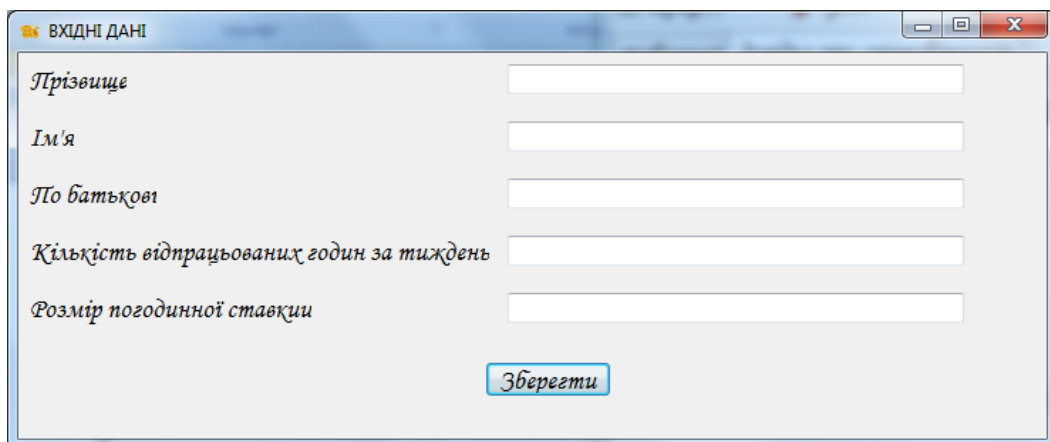 ВХІДНІ ДАНІ
Прізвище
Ім'я
По батькові
Кількість відпрацьованих годин за тиждень
Розмір погодинної ставкии
Зберегти